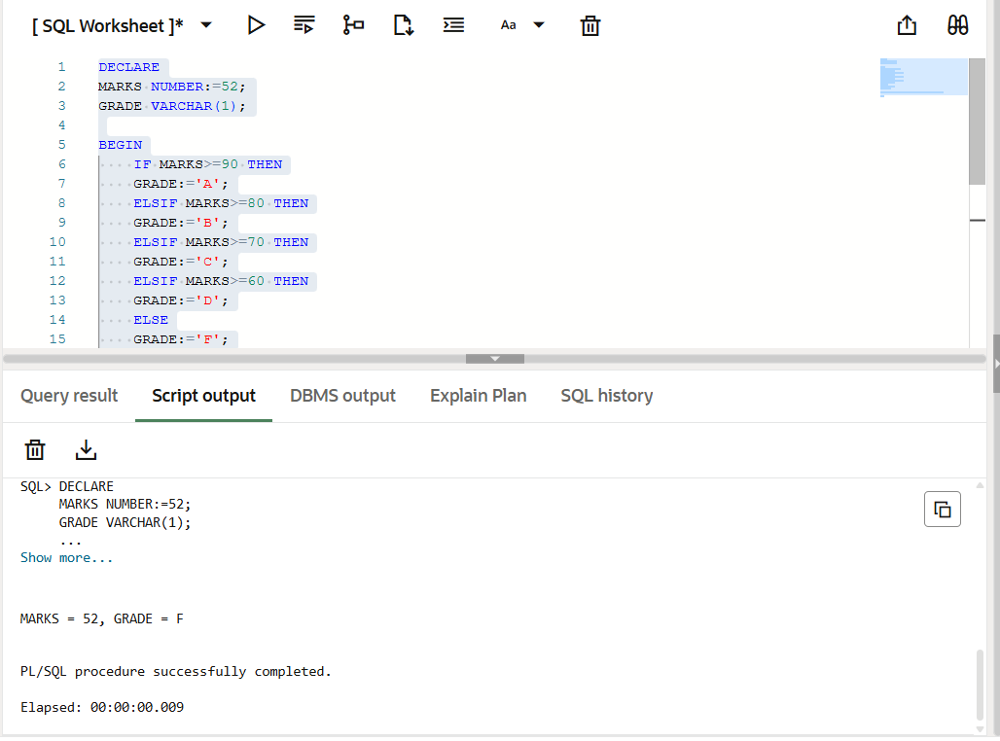 [ SQL Worksheet ]* Aa
1 DECLARE
2 MARKS NUMBER:=52;
3 GRADE VARCHAR(1);
4
5 BEGIN
6 IF MARKS>=90 THEN
7 GRADE:='A';
8 ELSIF MARKS>=80 THEN
9 GRADE:='B';
10 ELSIF MARKS>=70 THEN
11 GRADE:='C';
12 ELSIF MARKS>=60 THEN
13 GRADE:='D';
14 ELSE
15 GRADE:='F';
Query result Script output DBMS output Explain Plan SQL history
SQL> DECLARE
MARKS NUMBER:=52;
GRADE VARCHAR(1);
...
Show more...
MARKS = 52, GRADE = F
PL/SQL procedure successfully completed.
Elapsed: 00:00:00.009